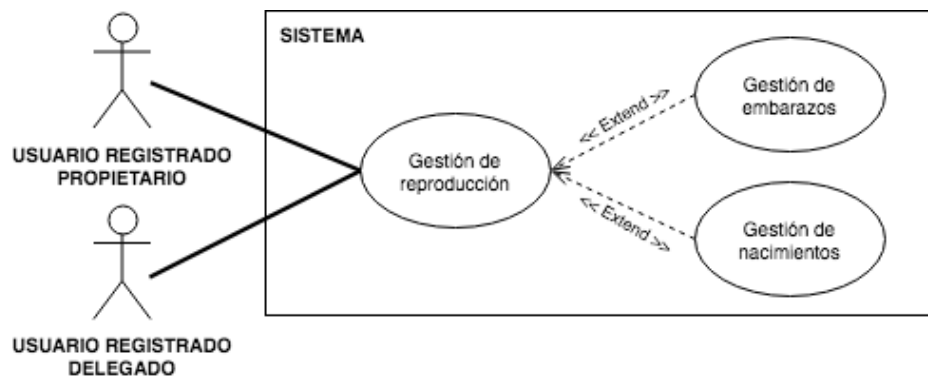 SISTEMA
USUARIO REGISTRADO
PROPIETARIO
USUARIO REGISTRADO
DELEGADO
Gestión de
reproducción
<< Extend >>
<< Extend >>
Gestión de
embarazos
Gestión de
nacimientos